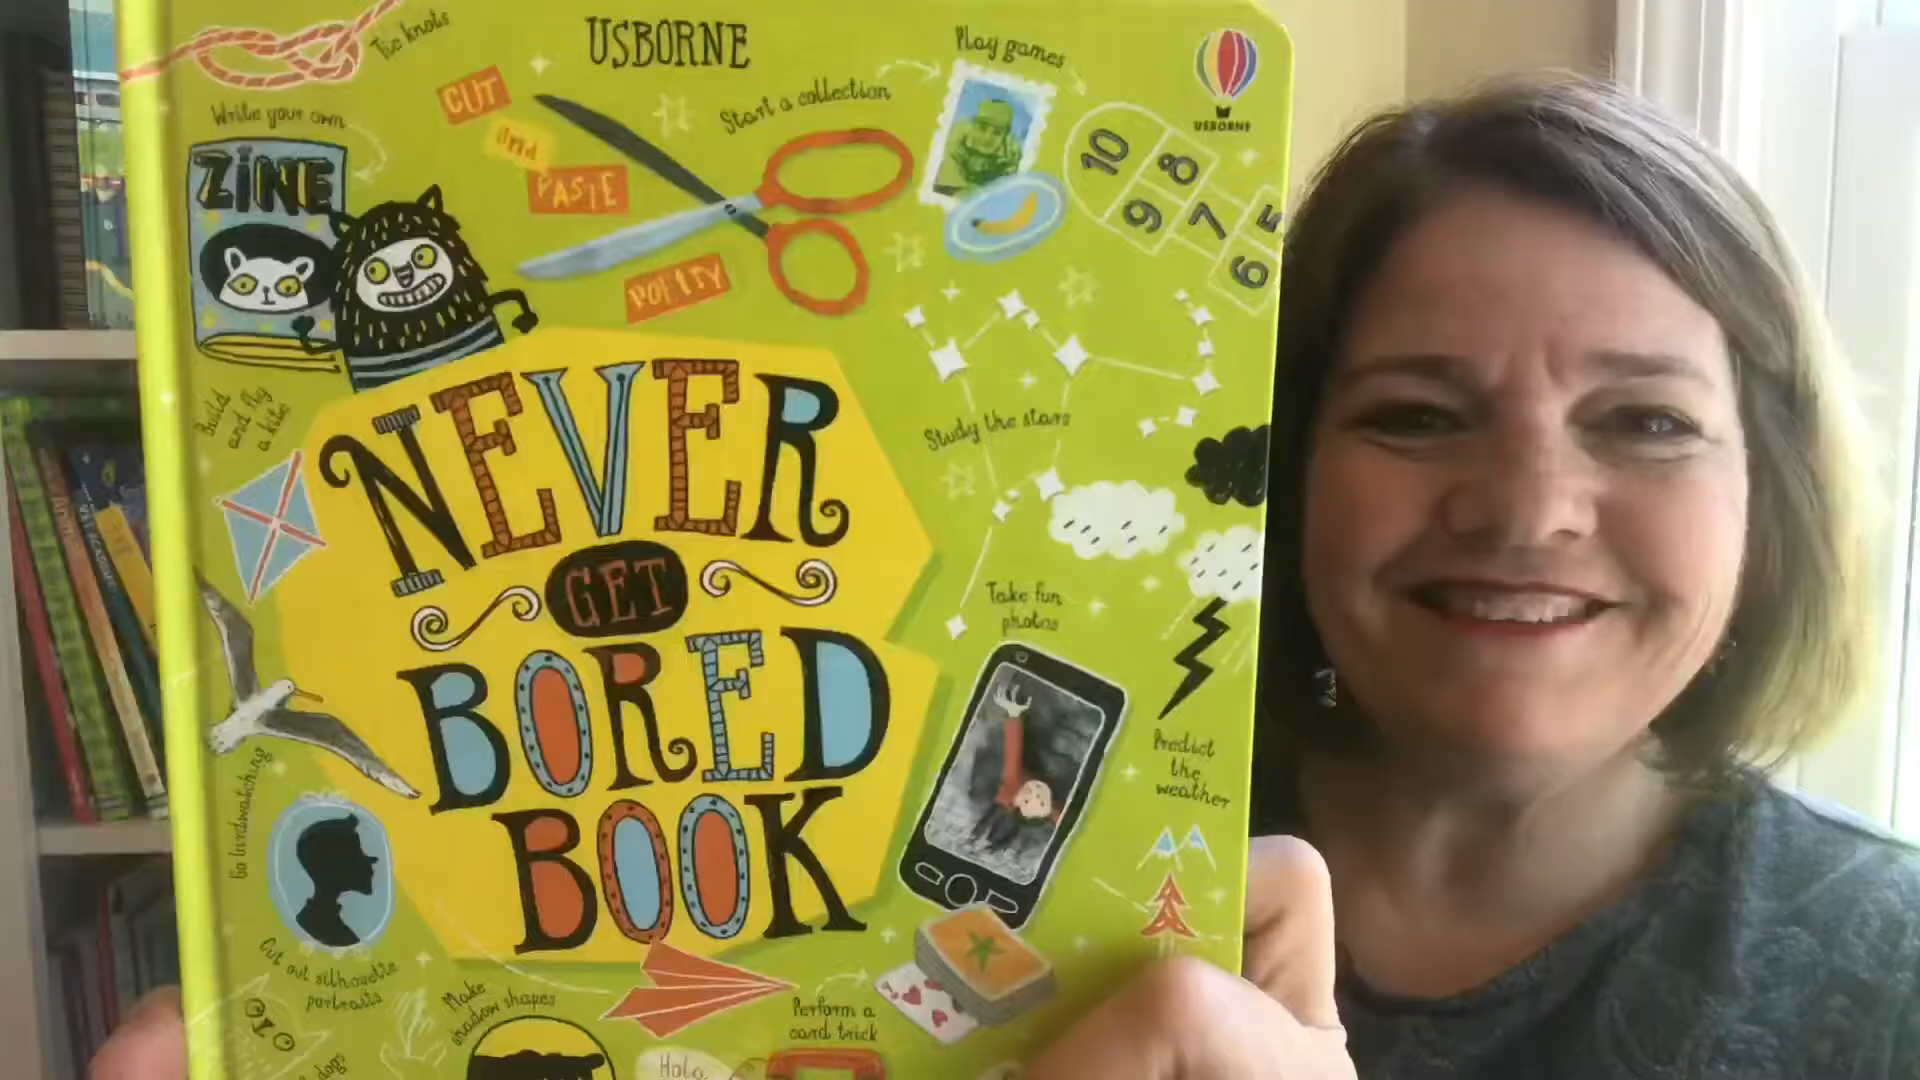 Tie knots
USBORNE
Play games
USBORNE
CUT
and
PASTE
POETRY
Start a collection
Write your own
ZINE
10
8
9
7
5
6
Build
and fly
a kite
Study the stars
NEVER
GET
BORED
BOOK
Take fun
photos
Predict
the
weather
Go birdwatching
Cut out silhouette
portraits
Make
shadow shapes
Perform a
card trick
dogs
Hola,